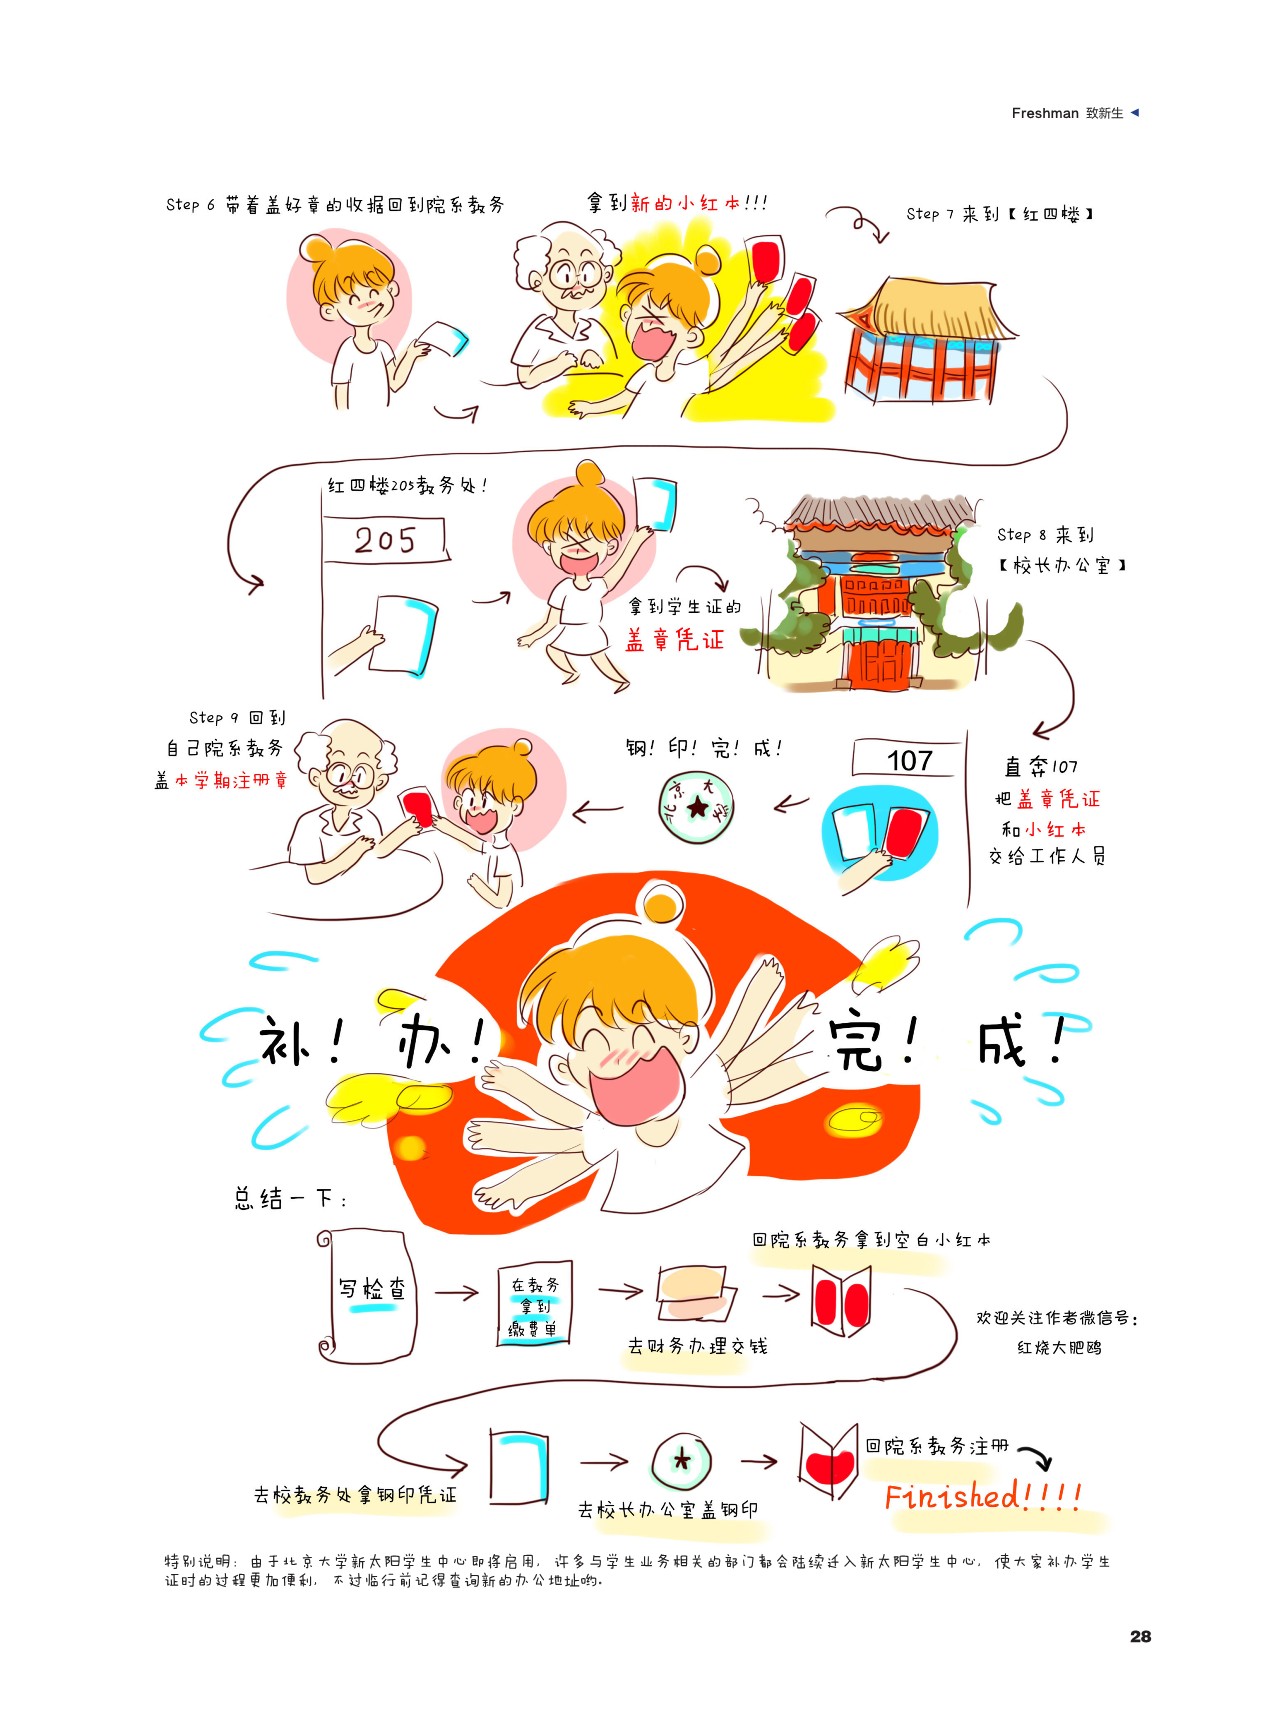 Freshman 致新生
Step 6 带着盖好章的收据回到院系教务
拿到新的小红本!!!
Step 7 来到【红四楼】
红四楼205教务处!
205
拿到学生证的
盖章凭证
Step 8 来到
【校长办公室】
直奔107
把盖章凭证
和小红本
交给工作人员
107
钢！印！完！成！
北京大学
Step 9 回到
自己院系教务
盖本学期注册章
补！办！完！成！
总结一下：
写检查
在教务
拿到
缴费单
去财务办理交钱
回院系教务拿到空白小红本
欢迎关注作者微信号：
红烧大肥鸥
去校教务处拿钢印凭证
去校长办公室盖钢印
回院系教务注册
Finished!!!!
特别说明：由于北京大学新太阳学生中心即将启用，许多与学生业务相关的部门都会陆续迁入新太阳学生中心，使大家补办学生
证时的过程更加便利，不过临行前记得查询新的办公地址哟。
28